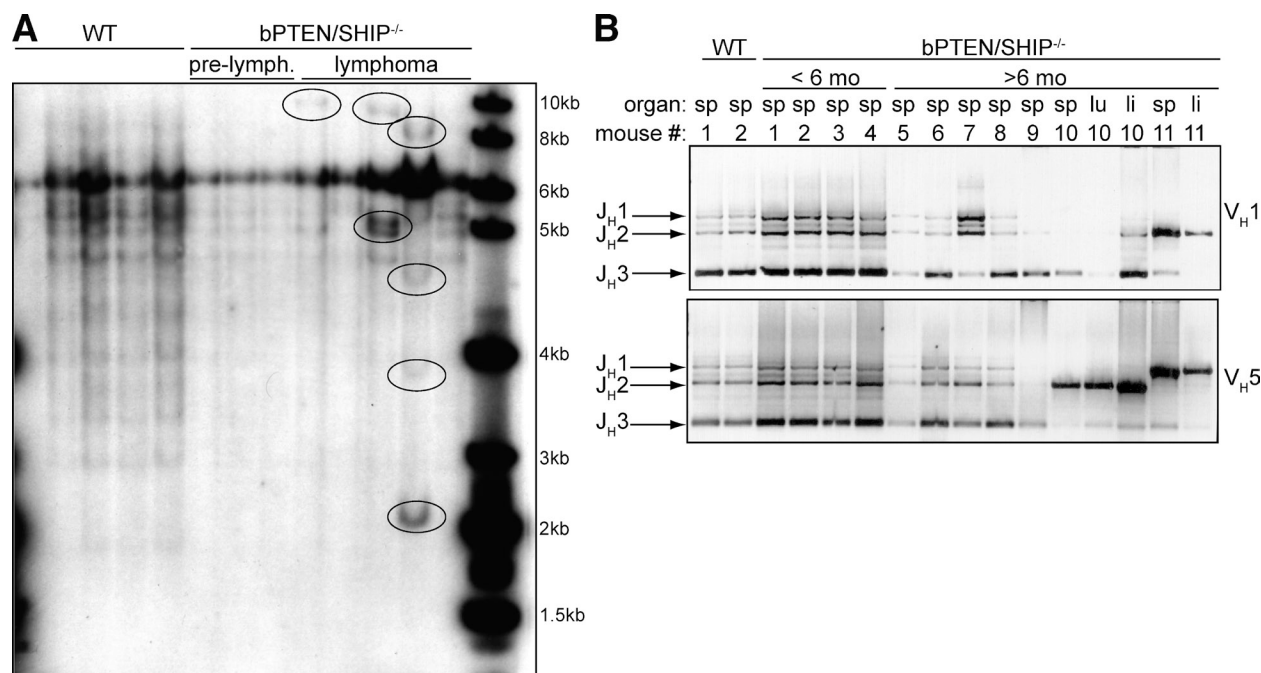 A
WT bPTEN/SHIP-/-
pre-lymph. lymphoma
10kb
8kb
6kb
5kb
4kb
3kb
2kb
1.5kb
B
WT bPTEN/SHIP-/-
< 6 mo >6 mo
organ: sp sp sp sp sp sp sp sp sp sp sp sp lu li sp li
mouse #: 1 2 1 2 3 4 5 6 7 8 9 10 10 10 11 11
JH1
JH2
JH3
VH1
JH1
JH2
JH3
VH5